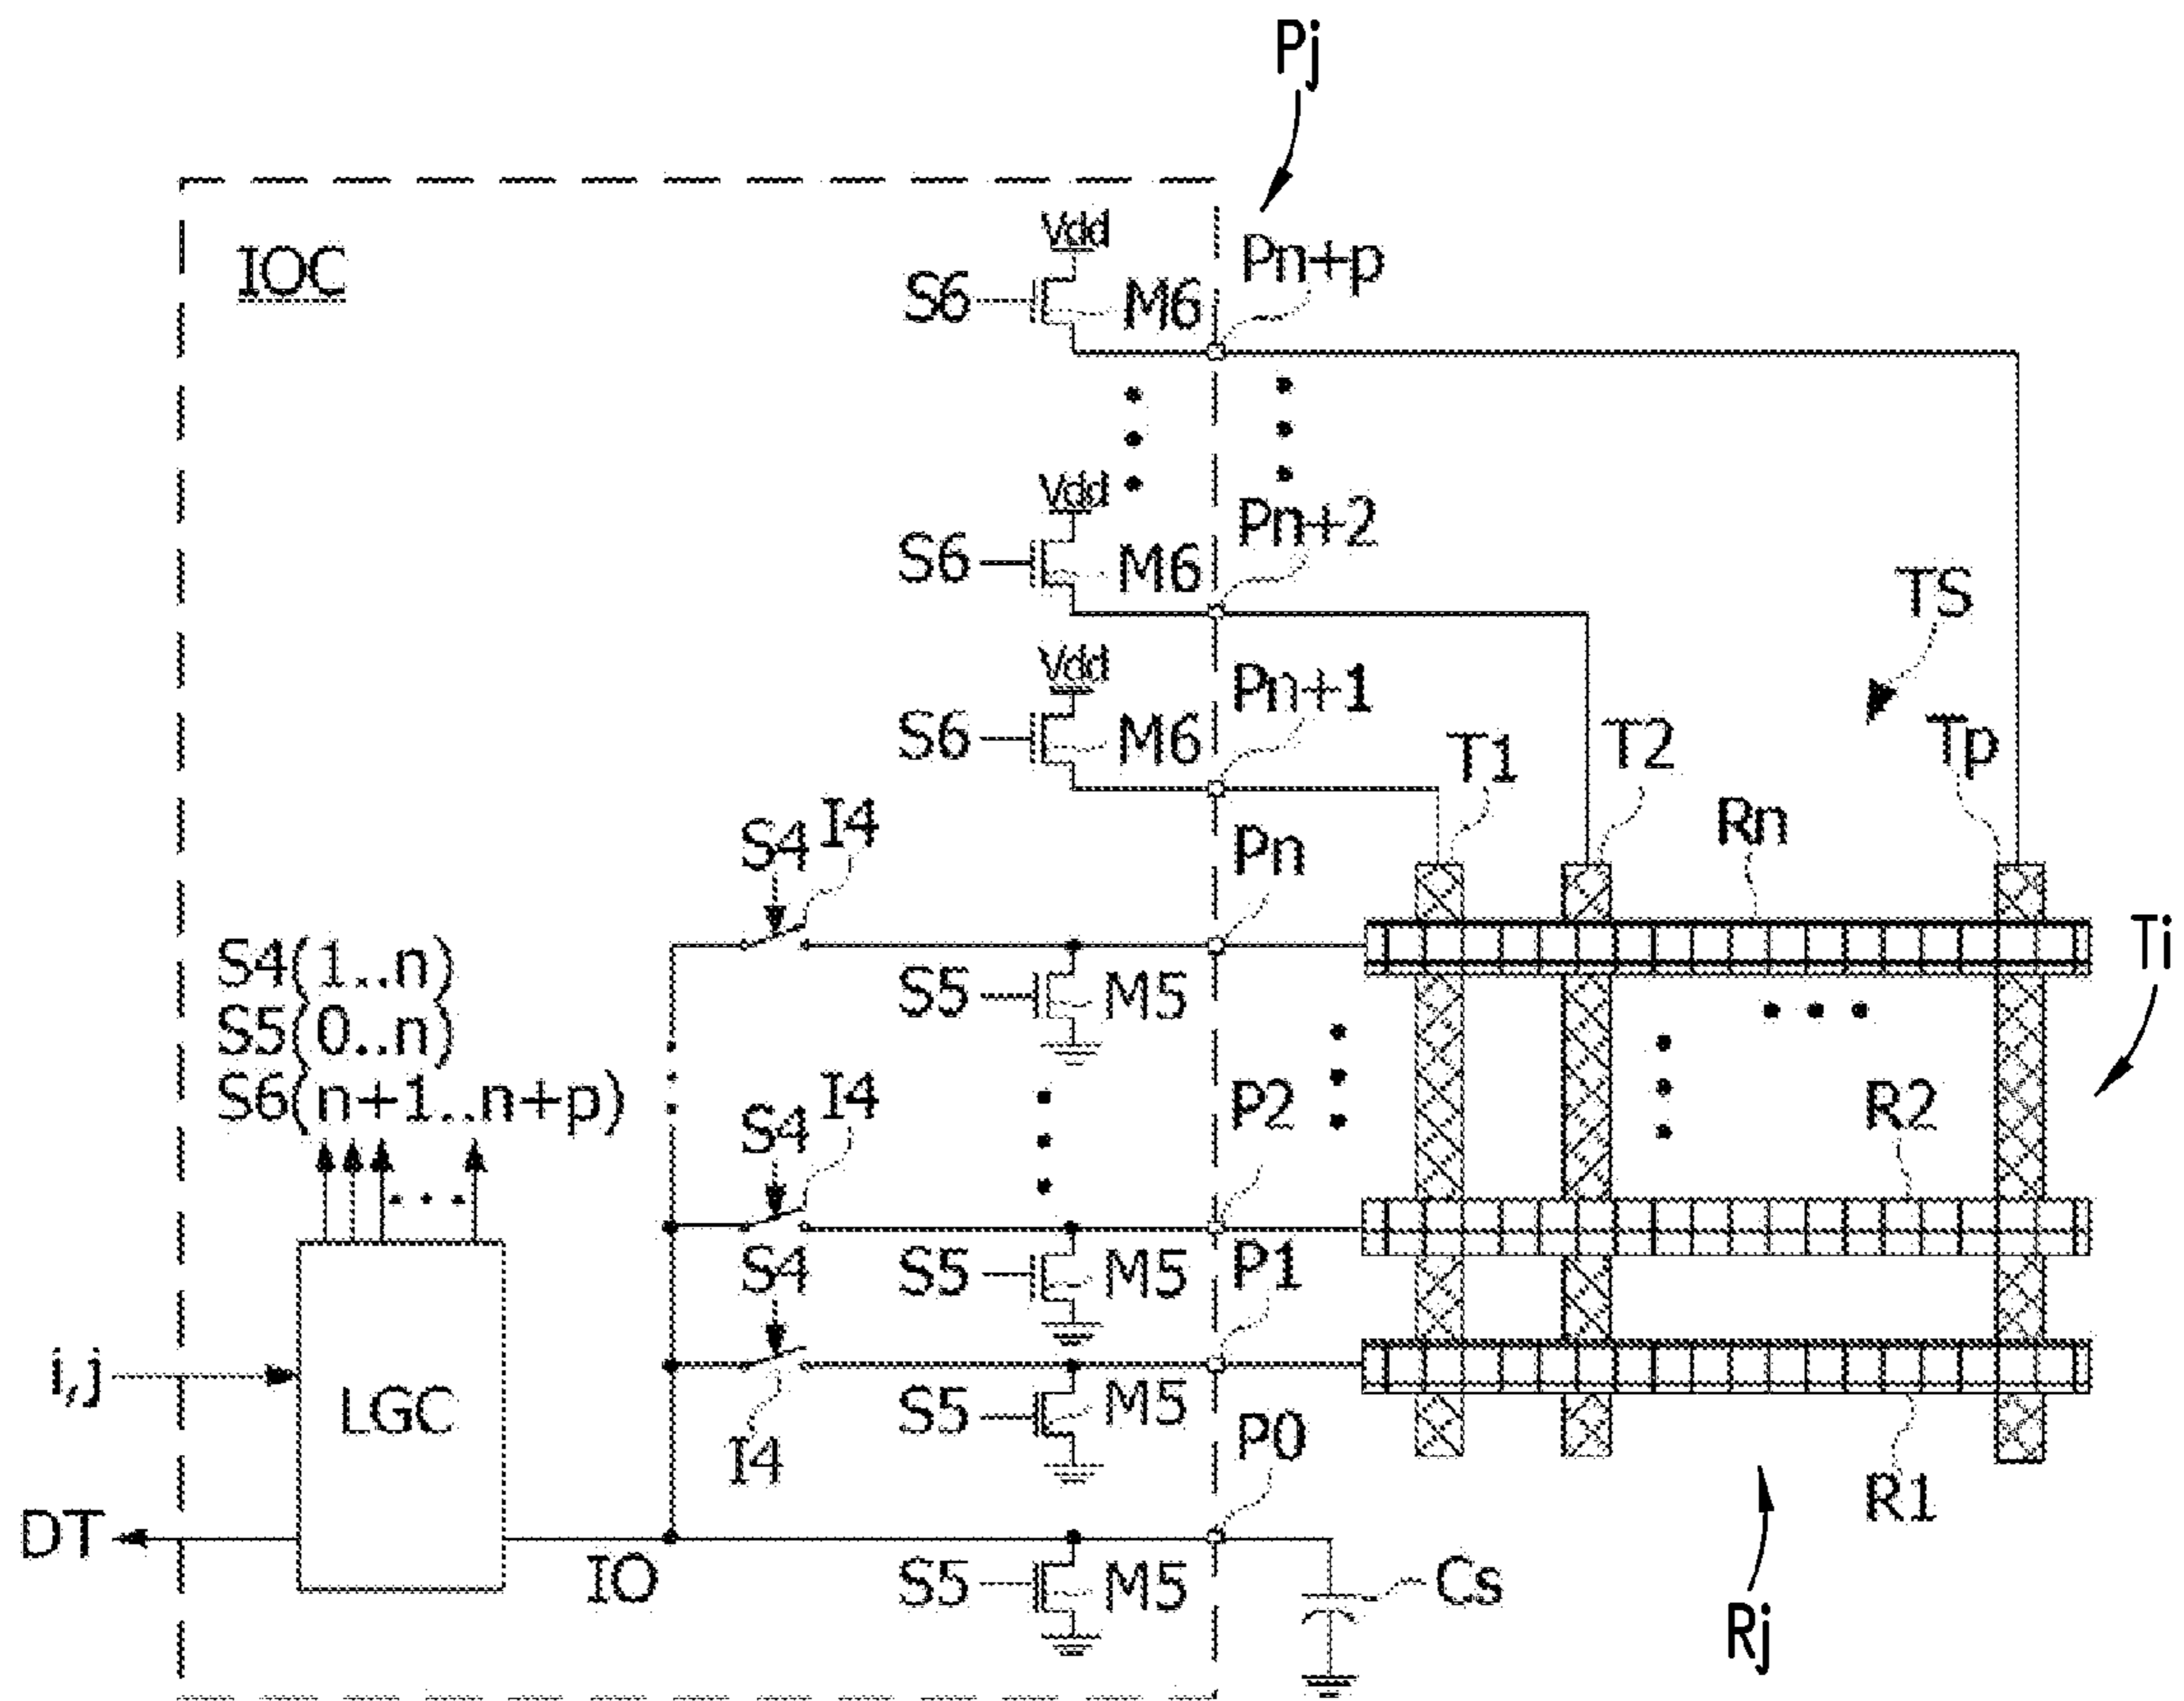 Pj
IOC
Vdd
Pn+p
S6
M6
Vdd
Pn+2
S6
M6
TS
Vdd
Pn+1
S6
M6
T1
T2
Tp
S4
I4
Pn
Rn
Ti
S4(1..n)
S5(0..n)
S6(n+1..n+p)
S5
M5
S4
I4
P2
R2
S4
S5
M5
P1
i,j
LGC
S5
M5
I4
P0
R1
DT
IO
S5
M5
Cs
Rj